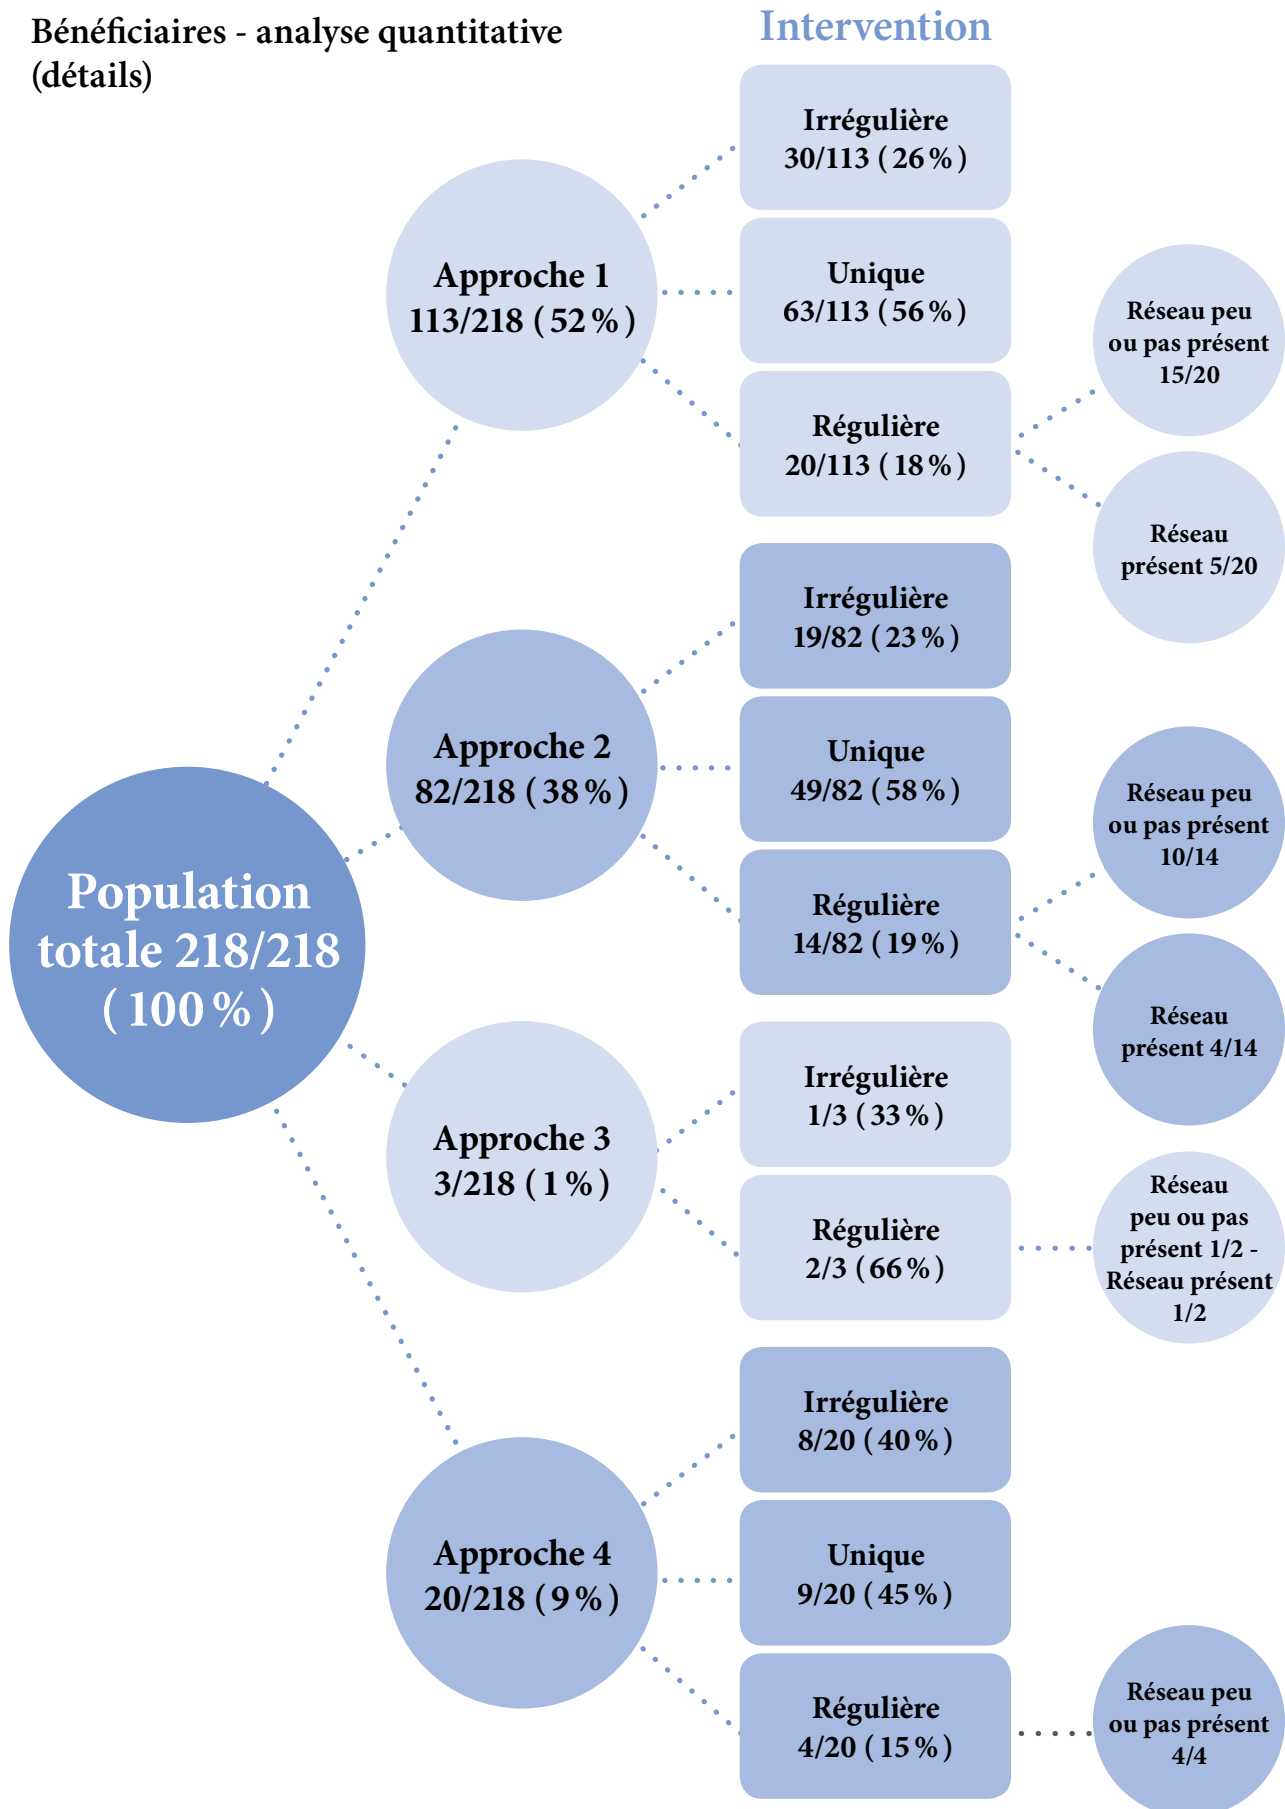 Bénéficiaires - analyse quantitative
(détails)
Intervention
Population
totale 218/218
( 100 % )
Approche 1
113/218 ( 52 % )
Irrégulière
30/113 ( 26 % )
Unique
63/113 ( 56 % )
Régulière
20/113 ( 18 % )
Réseau peu
ou pas présent
15/20
Réseau
présent 5/20
Approche 2
82/218 ( 38 % )
Irrégulière
19/82 ( 23 % )
Unique
49/82 ( 58 % )
Régulière
14/82 ( 19 % )
Réseau peu
ou pas présent
10/14
Réseau
présent 4/14
Approche 3
3/218 ( 1 % )
Irrégulière
1/3 ( 33 % )
Régulière
2/3 ( 66 % )
Réseau
peu ou pas
présent 1/2 -
Réseau présent
1/2
Approche 4
20/218 ( 9 % )
Irrégulière
8/20 ( 40 % )
Unique
9/20 ( 45 % )
Régulière
4/20 ( 15 % )
Réseau peu
ou pas présent
4/4